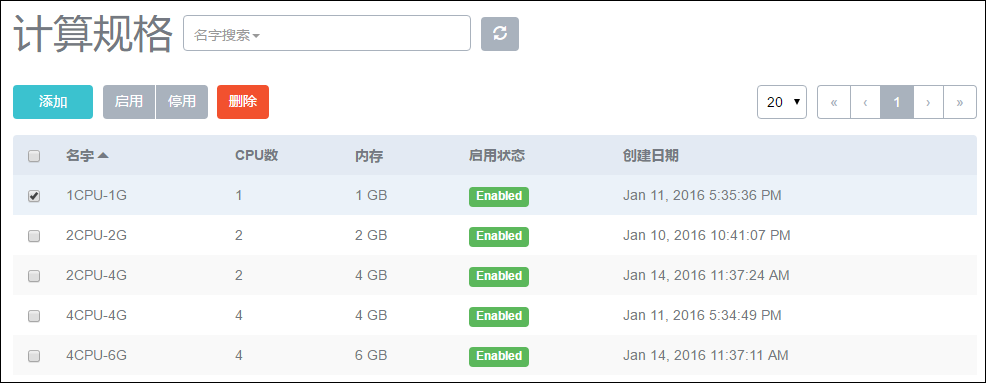 计算规格 名字搜索
添加 启用 停用 删除 20 « ‹ 1 › »
名字 CPU数 内存 启用状态 创建日期
1CPU-1G 1 1 GB Enabled Jan 11, 2016 5:35:36 PM
2CPU-2G 2 2 GB Enabled Jan 10, 2016 10:41:07 PM
2CPU-4G 2 4 GB Enabled Jan 14, 2016 11:37:24 AM
4CPU-4G 4 4 GB Enabled Jan 11, 2016 5:34:49 PM
4CPU-6G 4 6 GB Enabled Jan 14, 2016 11:37:11 AM